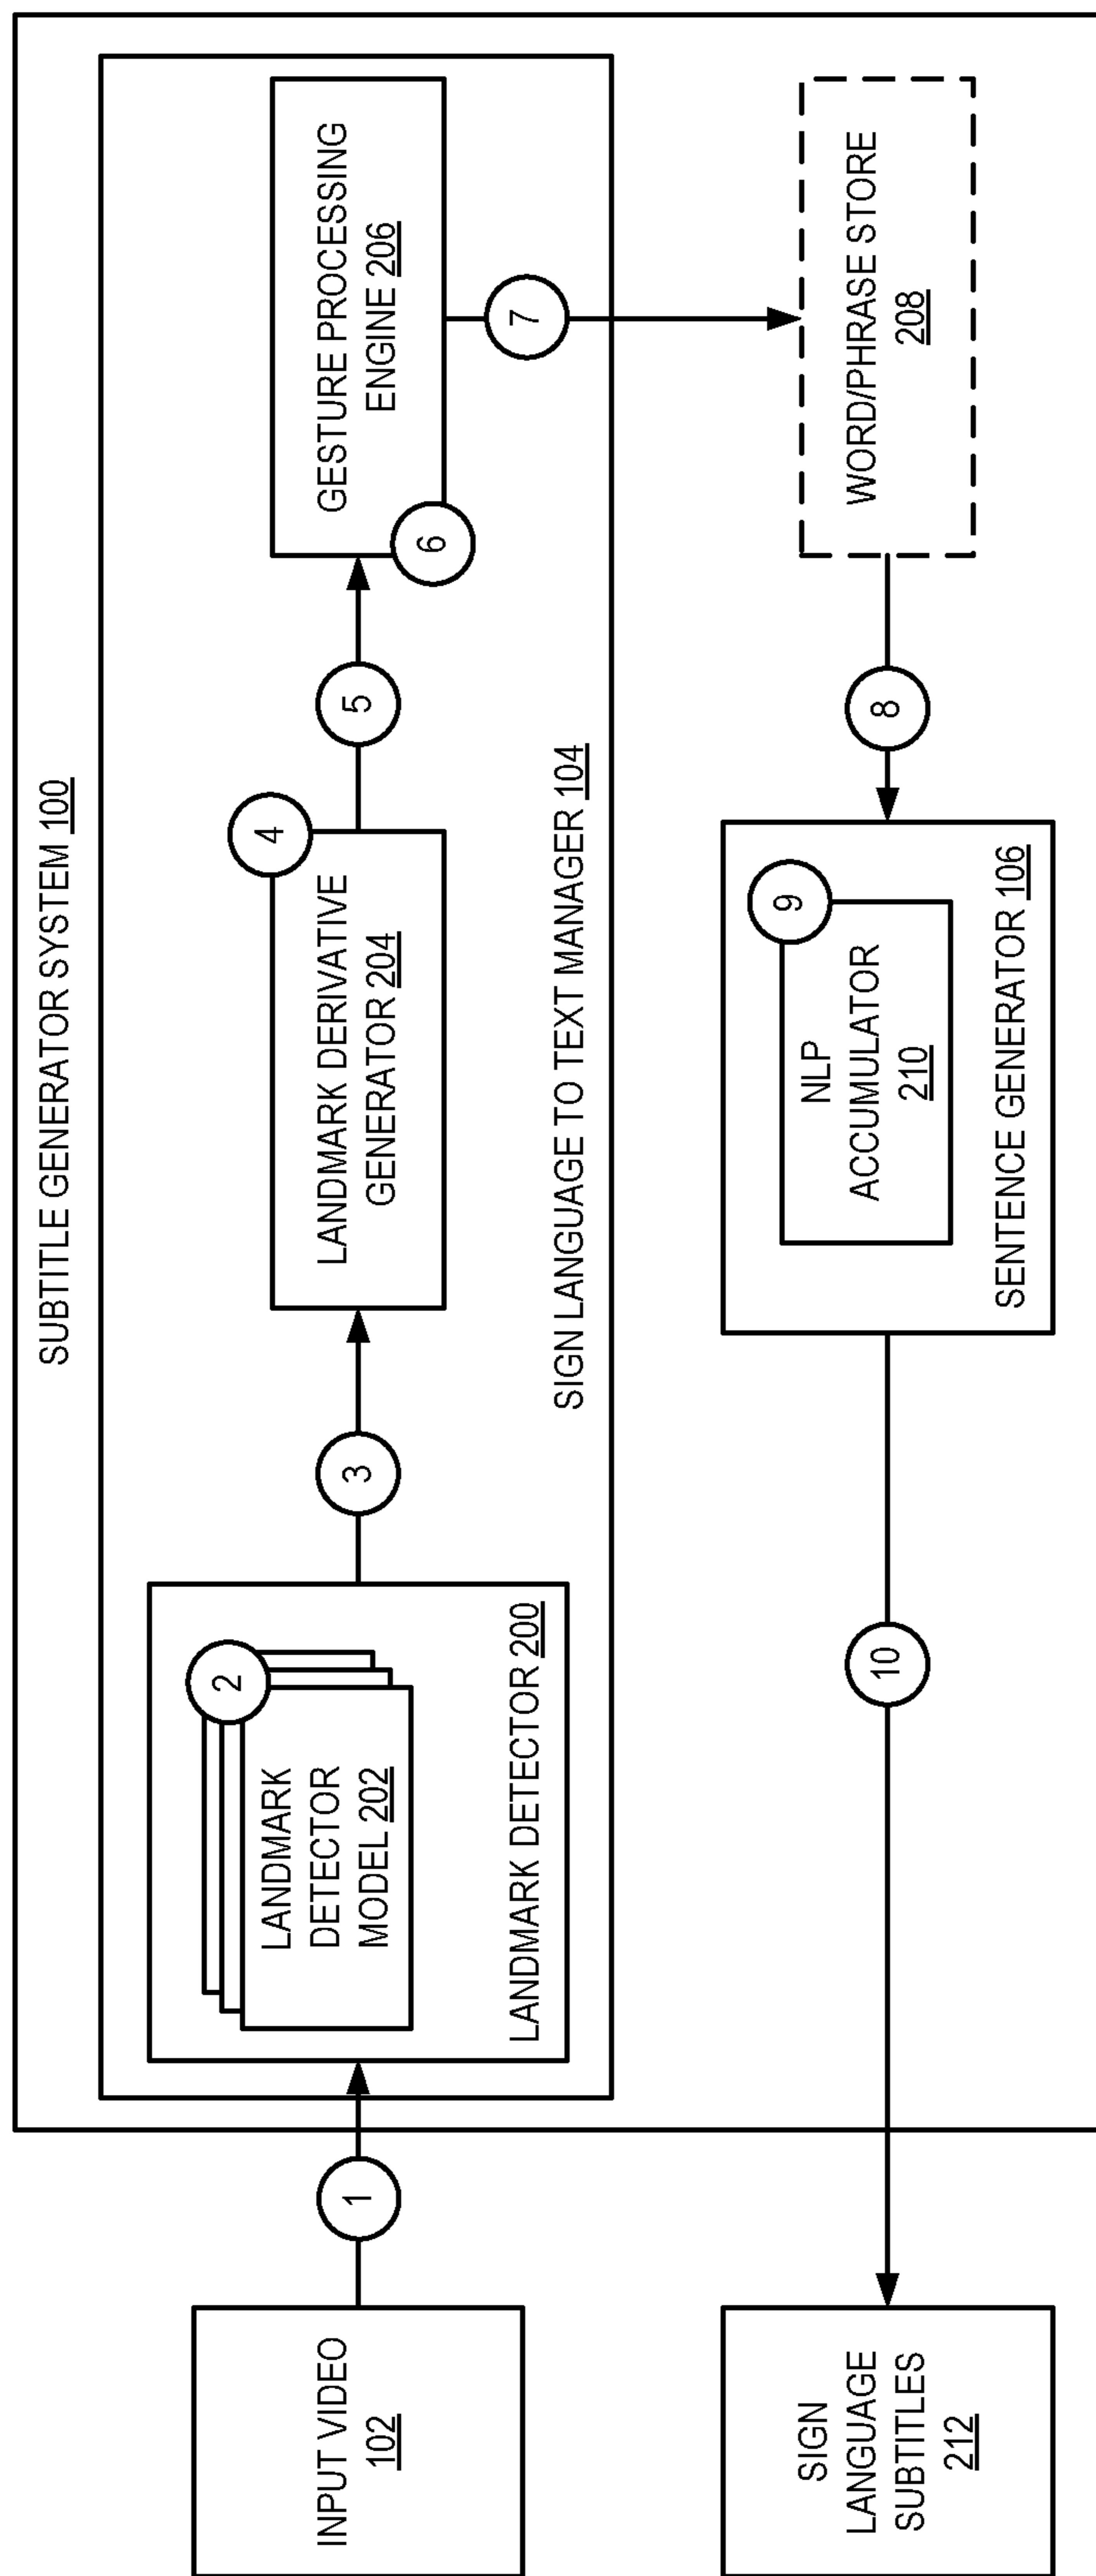 SUBTITLE GENERATOR SYSTEM 100
INPUT VIDEO
102
1
2
LANDMARK
DETECTOR
MODEL 202
LANDMARK DETECTOR 200
3
4
LANDMARK DERIVATIVE
GENERATOR 204
5
6
GESTURE PROCESSING
ENGINE 206
SIGN LANGUAGE TO TEXT MANAGER 104
7
WORD/PHRASE STORE
208
8
9
NLP
ACCUMULATOR
210
SENTENCE GENERATOR 106
10
SIGN
LANGUAGE
SUBTITLES
212